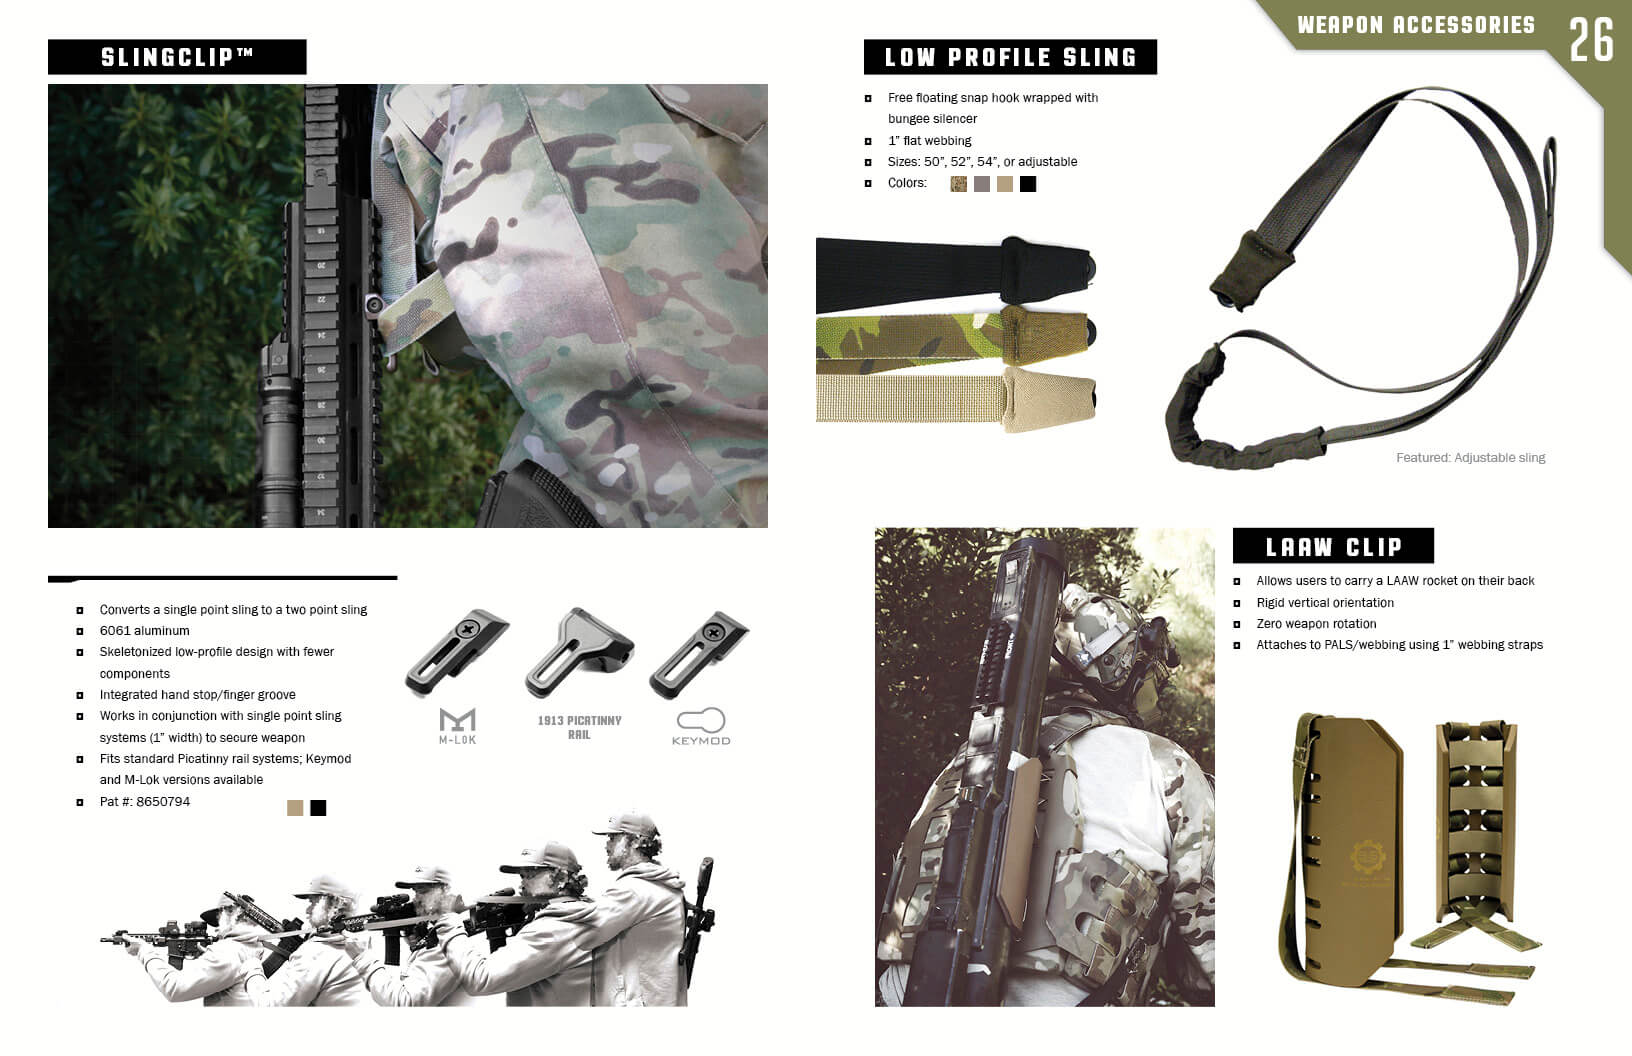 WEAPON ACCESSORIES 26
SLINGCLIP™
Converts a single point sling to a two point sling
6061 aluminum
Skeletonized low-profile design with fewer
components
Integrated hand stop/finger groove
Works in conjunction with single point sling
systems (1” width) to secure weapon
Fits standard Picatinny rail systems; Keymod
and M-Lok versions available
Pat #: 8650794
M-LOK
1913 PICATINNY
RAIL
KEYMOD
LOW PROFILE SLING
Free floating snap hook wrapped with
bungee silencer
1” flat webbing
Sizes: 50”, 52”, 54”, or adjustable
Colors:
Featured: Adjustable sling
LAAW CLIP
Allows users to carry a LAAW rocket on their back
Rigid vertical orientation
Zero weapon rotation
Attaches to PALS/webbing using 1” webbing straps